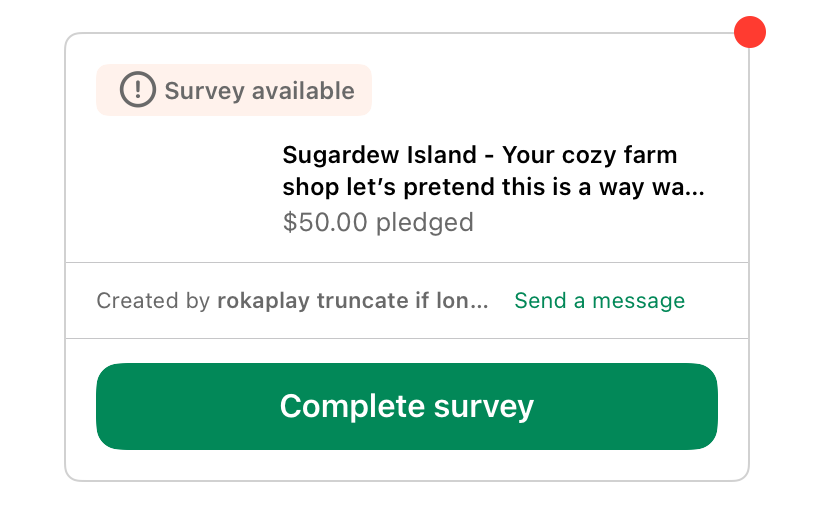 Survey available
Sugardew Island - Your cozy farm
shop let’s pretend this is a way wa...
$50.00 pledged
Created by rokaplay truncate if lon... Send a message
Complete survey